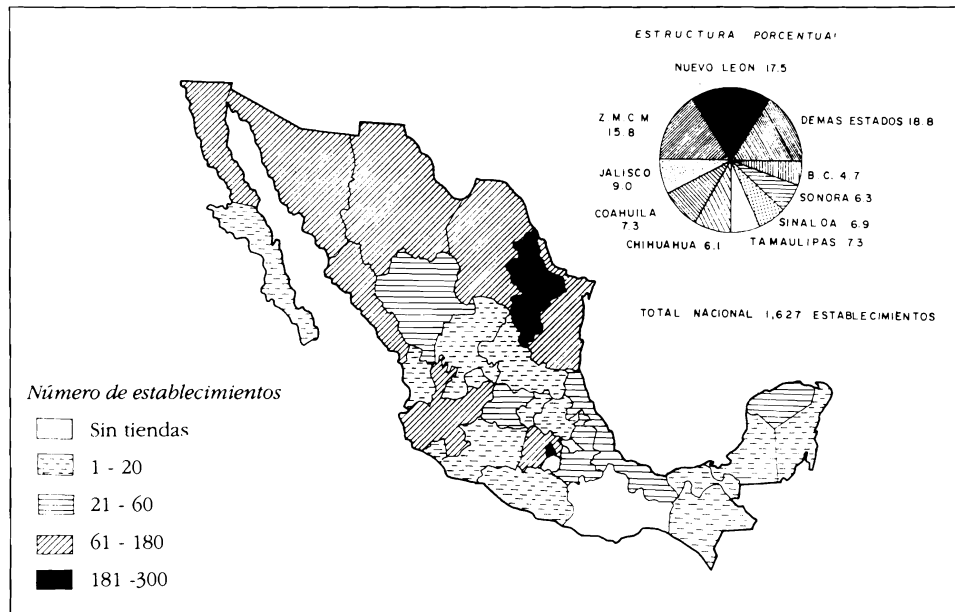 ESTRUCTURA PORCENTUAL
NUEVO LEON 17.5
Z M C M
15.8
DEMAS ESTADOS 18.8
JALISCO
9.0
B. C. 4.7
SONORA 6.3
COAHUILA
7.3
SINALOA 6.9
CHIHUAHUA 6.1
TAMAULIPAS 7.3
TOTAL NACIONAL 1,627 ESTABLECIMIENTOS
Número de establecimientos
Sin tiendas
1 - 20
21 - 60
61 - 180
181 -300